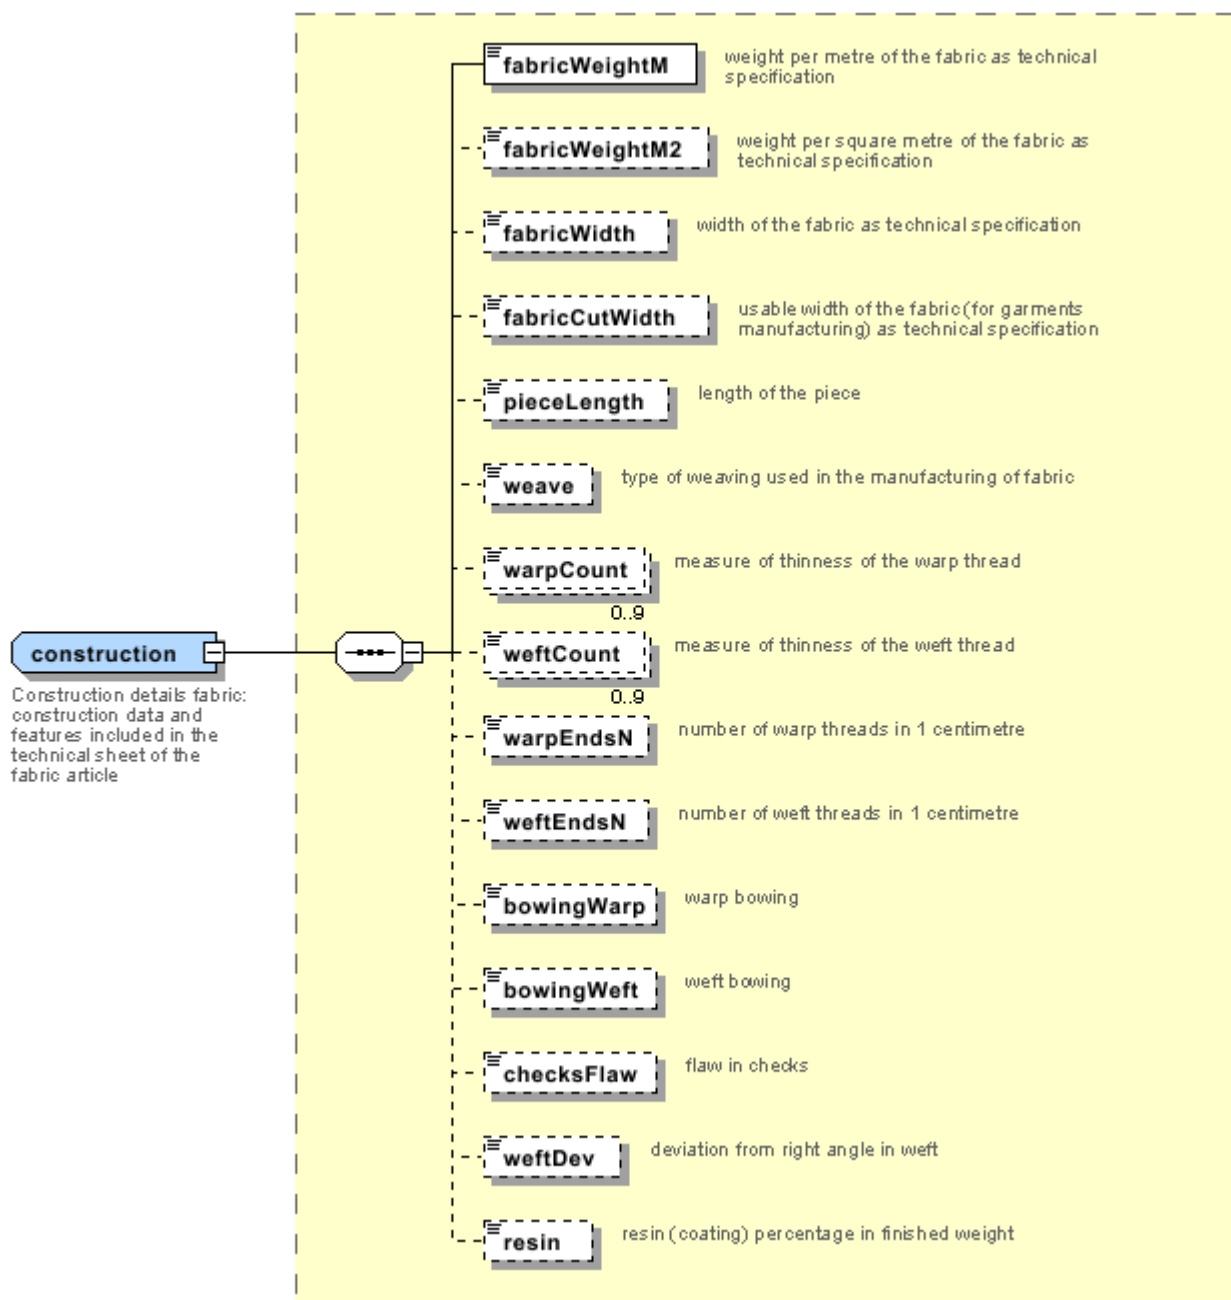 fabricWeightM
weight per metre of the fabric as technical
specification
fabricWeightM2
weight per square metre of the fabric as
technical specification
fabricWidth
width of the fabric as technical specification
fabricCutWidth
usable width of the fabric (for garments
manufacturing) as technical specification
pieceLength
length of the piece
weave
type of weaving used in the manufacturing of fabric
warpCount
measure of thinness of the warp thread
0..9
construction
Construction details fabric:
construction data and
features included in the
technical sheet of the
fabric article
weftCount
measure of thinness of the weft thread
0..9
warpEndsN
number of warp threads in 1 centimetre
weftEndsN
number of weft threads in 1 centimetre
bowingWarp
warp bowing
bowingWeft
weft bowing
checksFlaw
flaw in checks
weftDev
deviation from right angle in weft
resin
resin (coating) percentage in finished weight